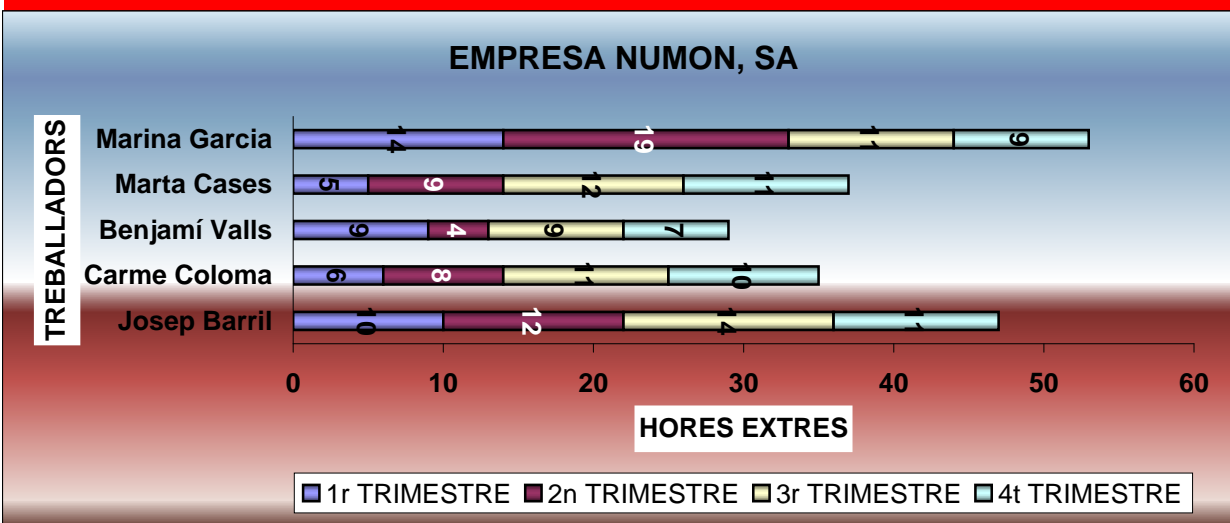 EMPRESA NUMON, SA
TREBALLADORS
Marina Garcia 14 19 11 9
Marta Cases 5 9 12 11
Benjamí Valls 9 4 9 7
Carme Coloma 6 8 11 10
Josep Barril 10 12 14 11
0 10 20 30 40 50 60
HORES EXTRES
1r TRIMESTRE 2n TRIMESTRE 3r TRIMESTRE 4t TRIMESTRE